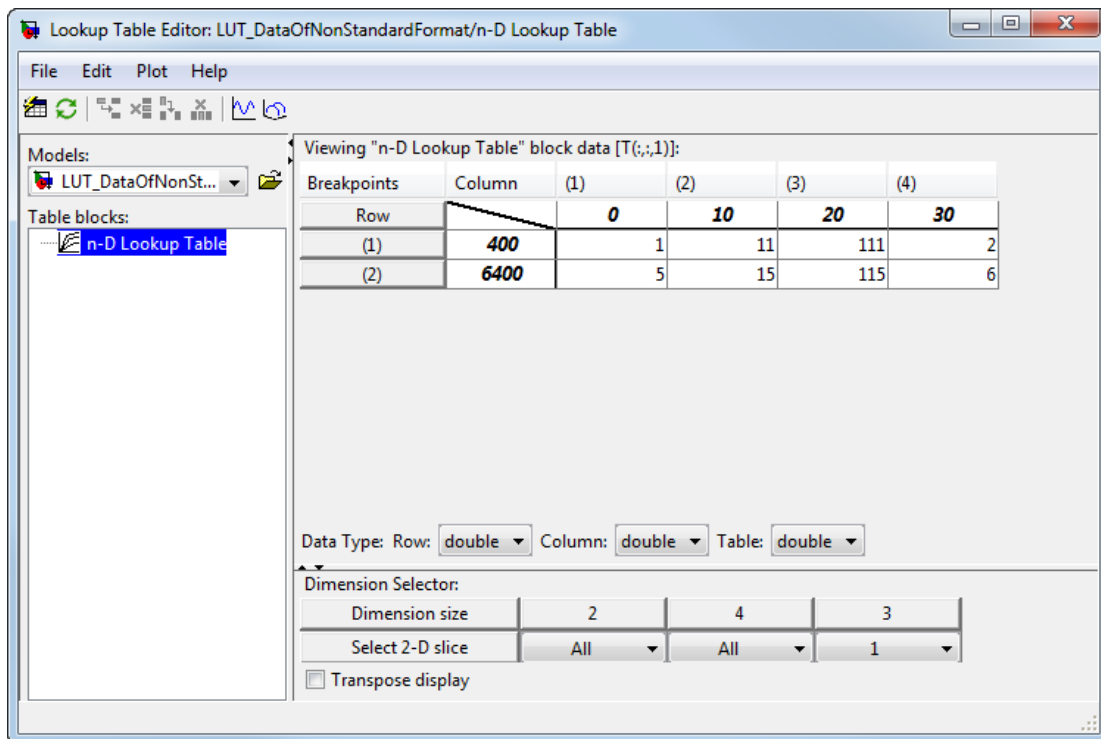 Lookup Table Editor: LUT_DataOfNonStandardFormat/n-D Lookup Table
File Edit Plot Help
Models:
LUT_DataOfNonSt...
Table blocks:
n-D Lookup Table
Viewing "n-D Lookup Table" block data [T(:,:,1)]:
Breakpoints Column (1) (2) (3) (4)
Row 0 10 20 30
(1) 400 1 11 111 2
(2) 6400 5 15 115 6
Data Type: Row: double Column: double Table: double
Dimension Selector:
Dimension size 2 4 3
Select 2-D slice All All 1
Transpose display